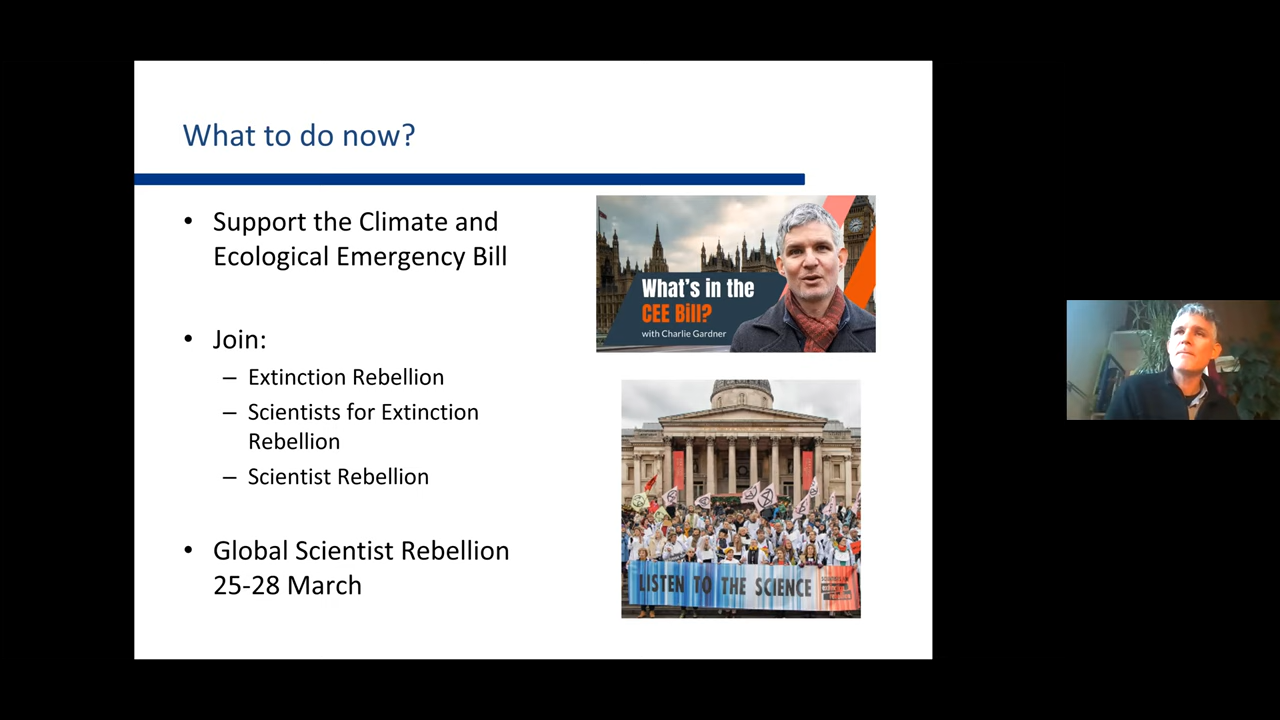 What to do now?
• Support the Climate and
Ecological Emergency Bill
• Join:
– Extinction Rebellion
– Scientists for Extinction
Rebellion
– Scientist Rebellion
• Global Scientist Rebellion
25-28 March
What's in the
CEE Bill?
with Charlie Gardner
LISTEN TO THE SCIENCE